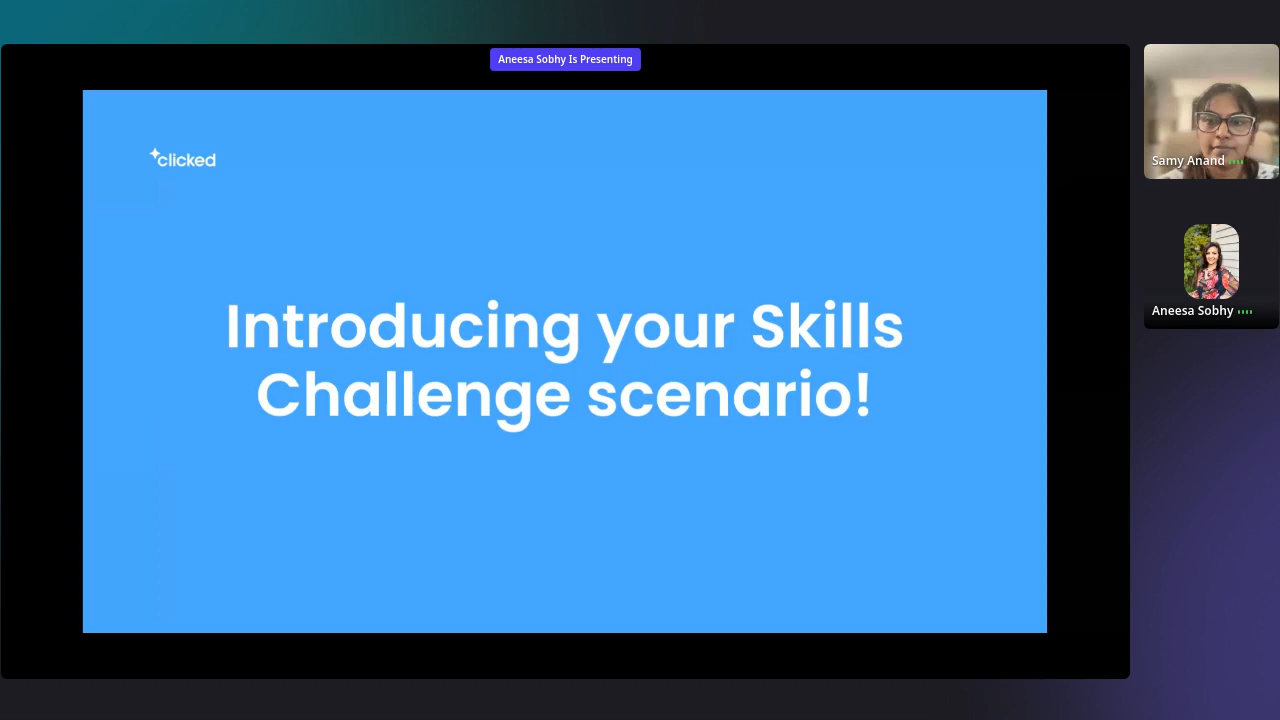 Aneesa Sobhy Is Presenting
clicked
Introducing your Skills
Challenge scenario!
Samy Anand
Aneesa Sobhy